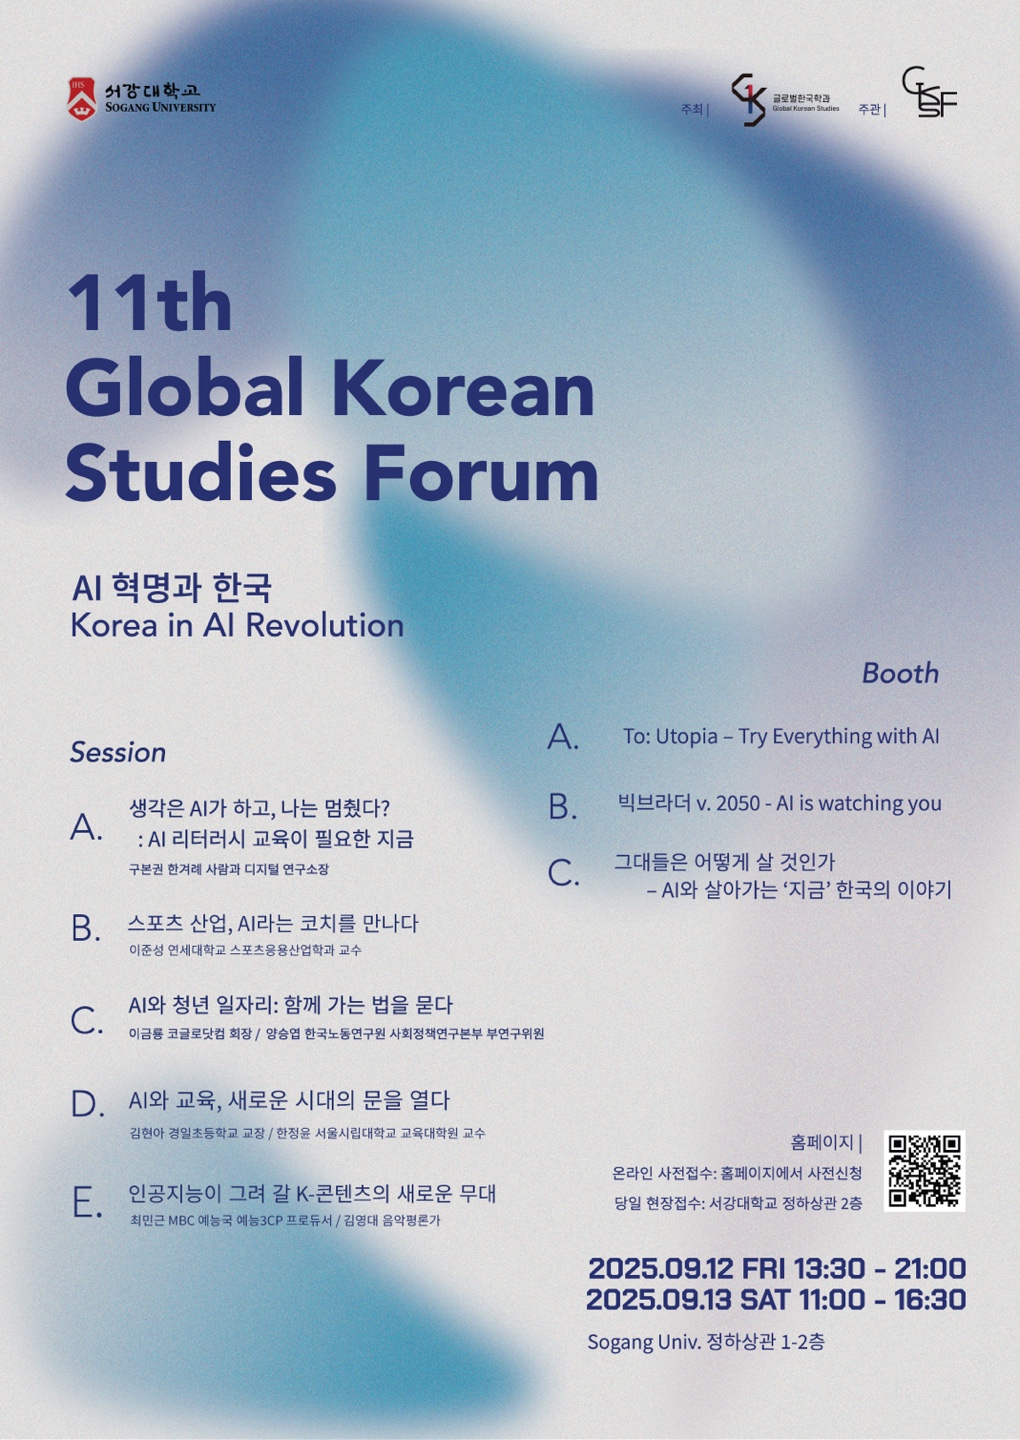 IHS
서강대학교
SOGANG UNIVERSITY
주최 |
글로벌한국학과
Global Korean Studies
주관 |
GKSF
11th
Global Korean
Studies Forum
AI 혁명과 한국
Korea in AI Revolution
Session
A. 생각은 AI가 하고, 나는 멈췄다?
: AI 리터러시 교육이 필요한 지금
구본권 한겨레 사람과 디지털 연구소장
B. 스포츠 산업, AI라는 코치를 만나다
이준성 연세대학교 스포츠응용산업학과 교수
C. AI와 청년 일자리: 함께 가는 법을 묻다
이금룡 코글로닷컴 회장 / 양승엽 한국노동연구원 사회정책연구본부 부연구위원
D. AI와 교육, 새로운 시대의 문을 열다
김현아 경일초등학교 교장 / 한정윤 서울시립대학교 교육대학원 교수
E. 인공지능이 그려 갈 K-콘텐츠의 새로운 무대
최민근 MBC 예능국 예능3CP 프로듀서 / 김영대 음악평론가
Booth
A. To: Utopia – Try Everything with AI
B. 빅브라더 v. 2050 - AI is watching you
C. 그대들은 어떻게 살 것인가
– AI와 살아가는 ‘지금’ 한국의 이야기
홈페이지 |
온라인 사전접수: 홈페이지에서 사전신청
당일 현장접수: 서강대학교 정하상관 2층
2025.09.12 FRI 13:30 - 21:00
2025.09.13 SAT 11:00 - 16:30
Sogang Univ. 정하상관 1-2층